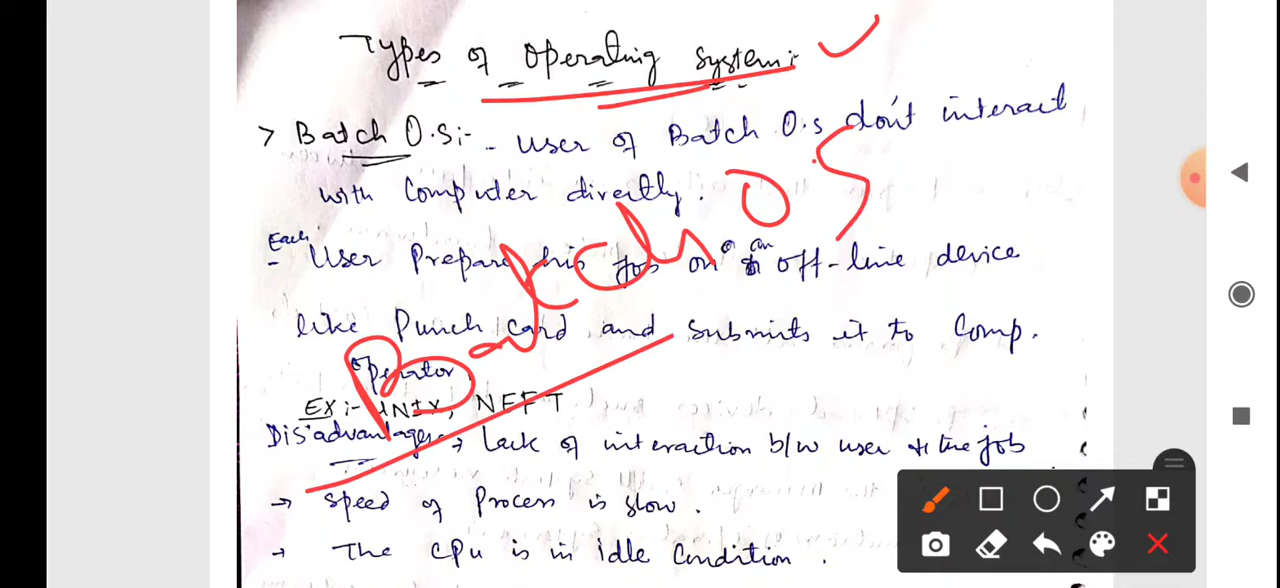 Types of Operating System:
> Batch O.S:- - User of Batch O.S don't interact
with Computer directly.
- Each User Prepare his job on an off-line device
like Punch card and submits it to Comp.
Operator.
Ex:- UNIX, NEFT
Disadvantages → Lack of interaction b/w user & the job
→ Speed of Process is slow.
→ The CPU is in idle condition.
Batch OS